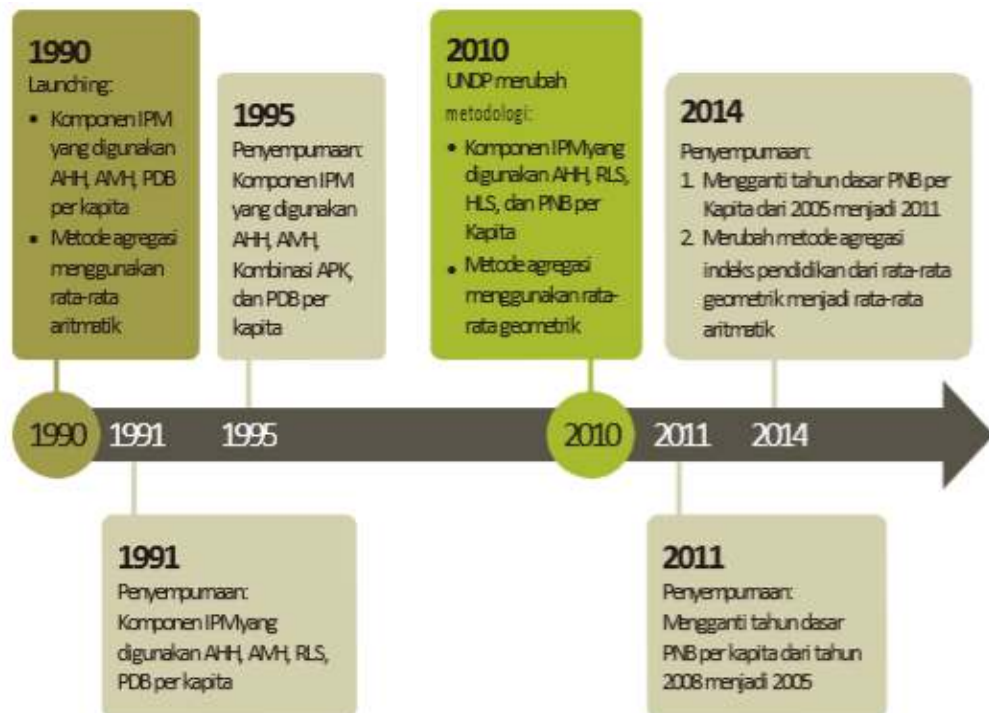 1990
Launching:
• Komponen IPM
yang digunakan
AHH, AMH, PDB
per kapita
• Metode agregasi
menggunakan
rata-rata
aritmatik
1995
Penyempurnaan:
Komponen IPM
yang digunakan
AHH, AMH,
Kombinasi APK,
dan PDB per
kapita
2010
UNDP merubah
metodologi:
• Komponen IPM yang
digunakan AHH, RLS,
HLS, dan PNB per
Kapita
• Metode agregasi
menggunakan rata-
rata geometrik
2014
Penyempurnaan:
1. Mengganti tahun dasar PNB per
Kapita dari 2005 menjadi 2011
2. Merubah metode agregasi
indeks pendidikan dari rata-rata
geometrik menjadi rata-rata
aritmatik
1990 1991 1995 2010 2011 2014
1991
Penyempurnaan:
Komponen IPM yang
digunakan AHH, AMH, RLS,
PDB per kapita
2011
Penyempurnaan:
Mengganti tahun dasar
PNB per kapita dari tahun
2008 menjadi 2005